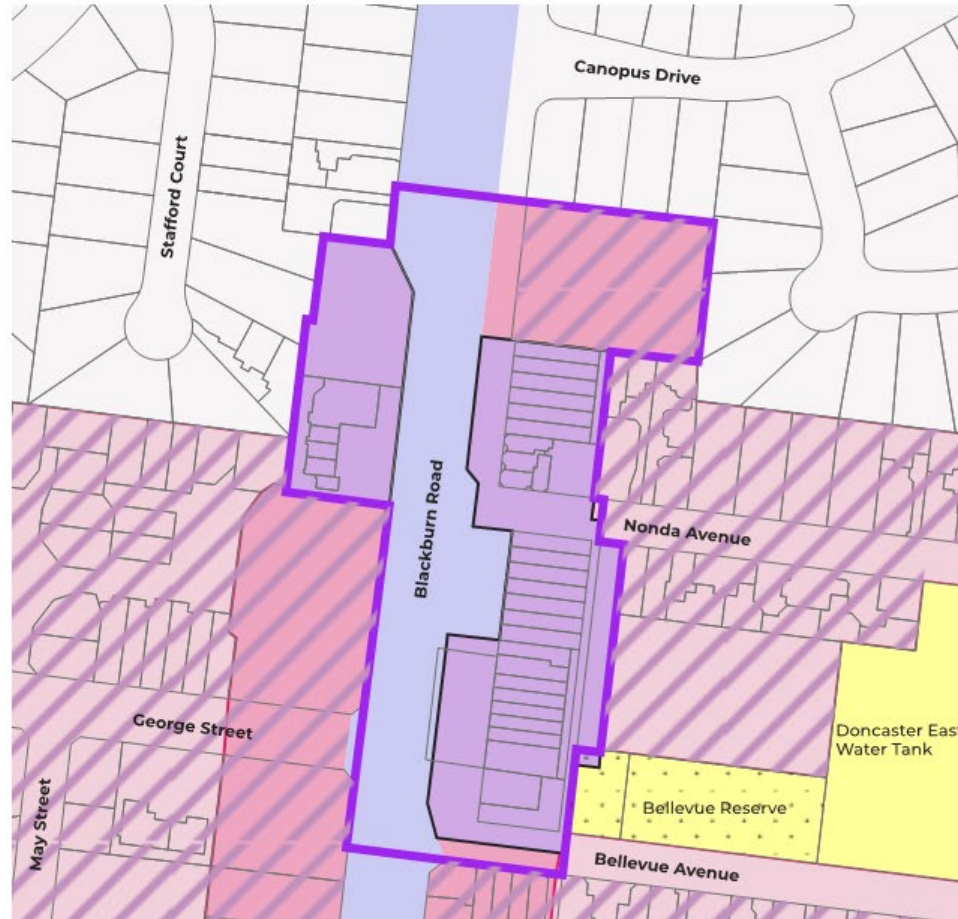 Canopus Drive
Stafford Court
Blackburn Road
Nonda Avenue
George Street
Doncaster East
Water Tank
Bellevue Reserve
May Street
Bellevue Avenue